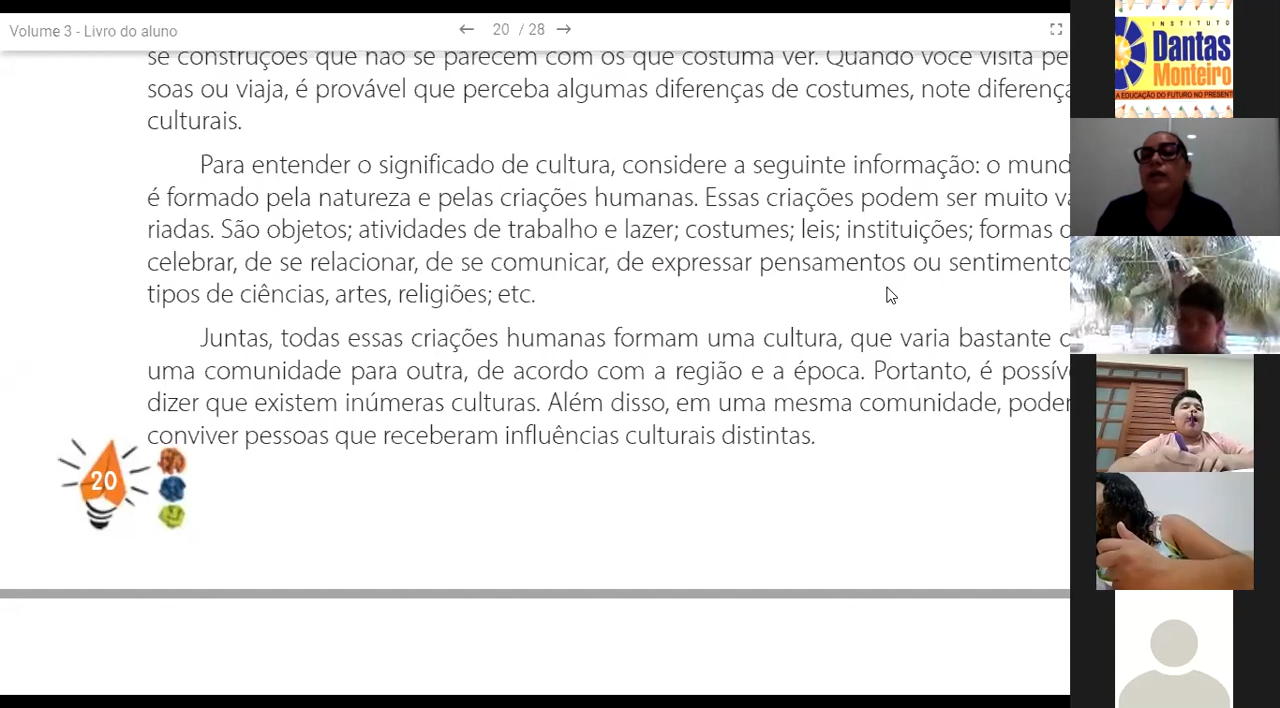 Volume 3 - Livro do aluno
20 / 28
se construções que não se parecem com os que costuma ver. Quando você visita pe
soas ou viaja, é provável que perceba algumas diferenças de costumes, note diferença
culturais.
Para entender o significado de cultura, considere a seguinte informação: o mund
é formado pela natureza e pelas criações humanas. Essas criações podem ser muito va
riadas. São objetos; atividades de trabalho e lazer; costumes; leis; instituições; formas d
celebrar, de se relacionar, de se comunicar, de expressar pensamentos ou sentimento
tipos de ciências, artes, religiões; etc.
Juntas, todas essas criações humanas formam uma cultura, que varia bastante d
uma comunidade para outra, de acordo com a região e a época. Portanto, é possíve
dizer que existem inúmeras culturas. Além disso, em uma mesma comunidade, poder
conviver pessoas que receberam influências culturais distintas.
20
INSTITUTO
Dantas
Monteiro
A EDUCAÇÃO DO FUTURO NO PRESENT